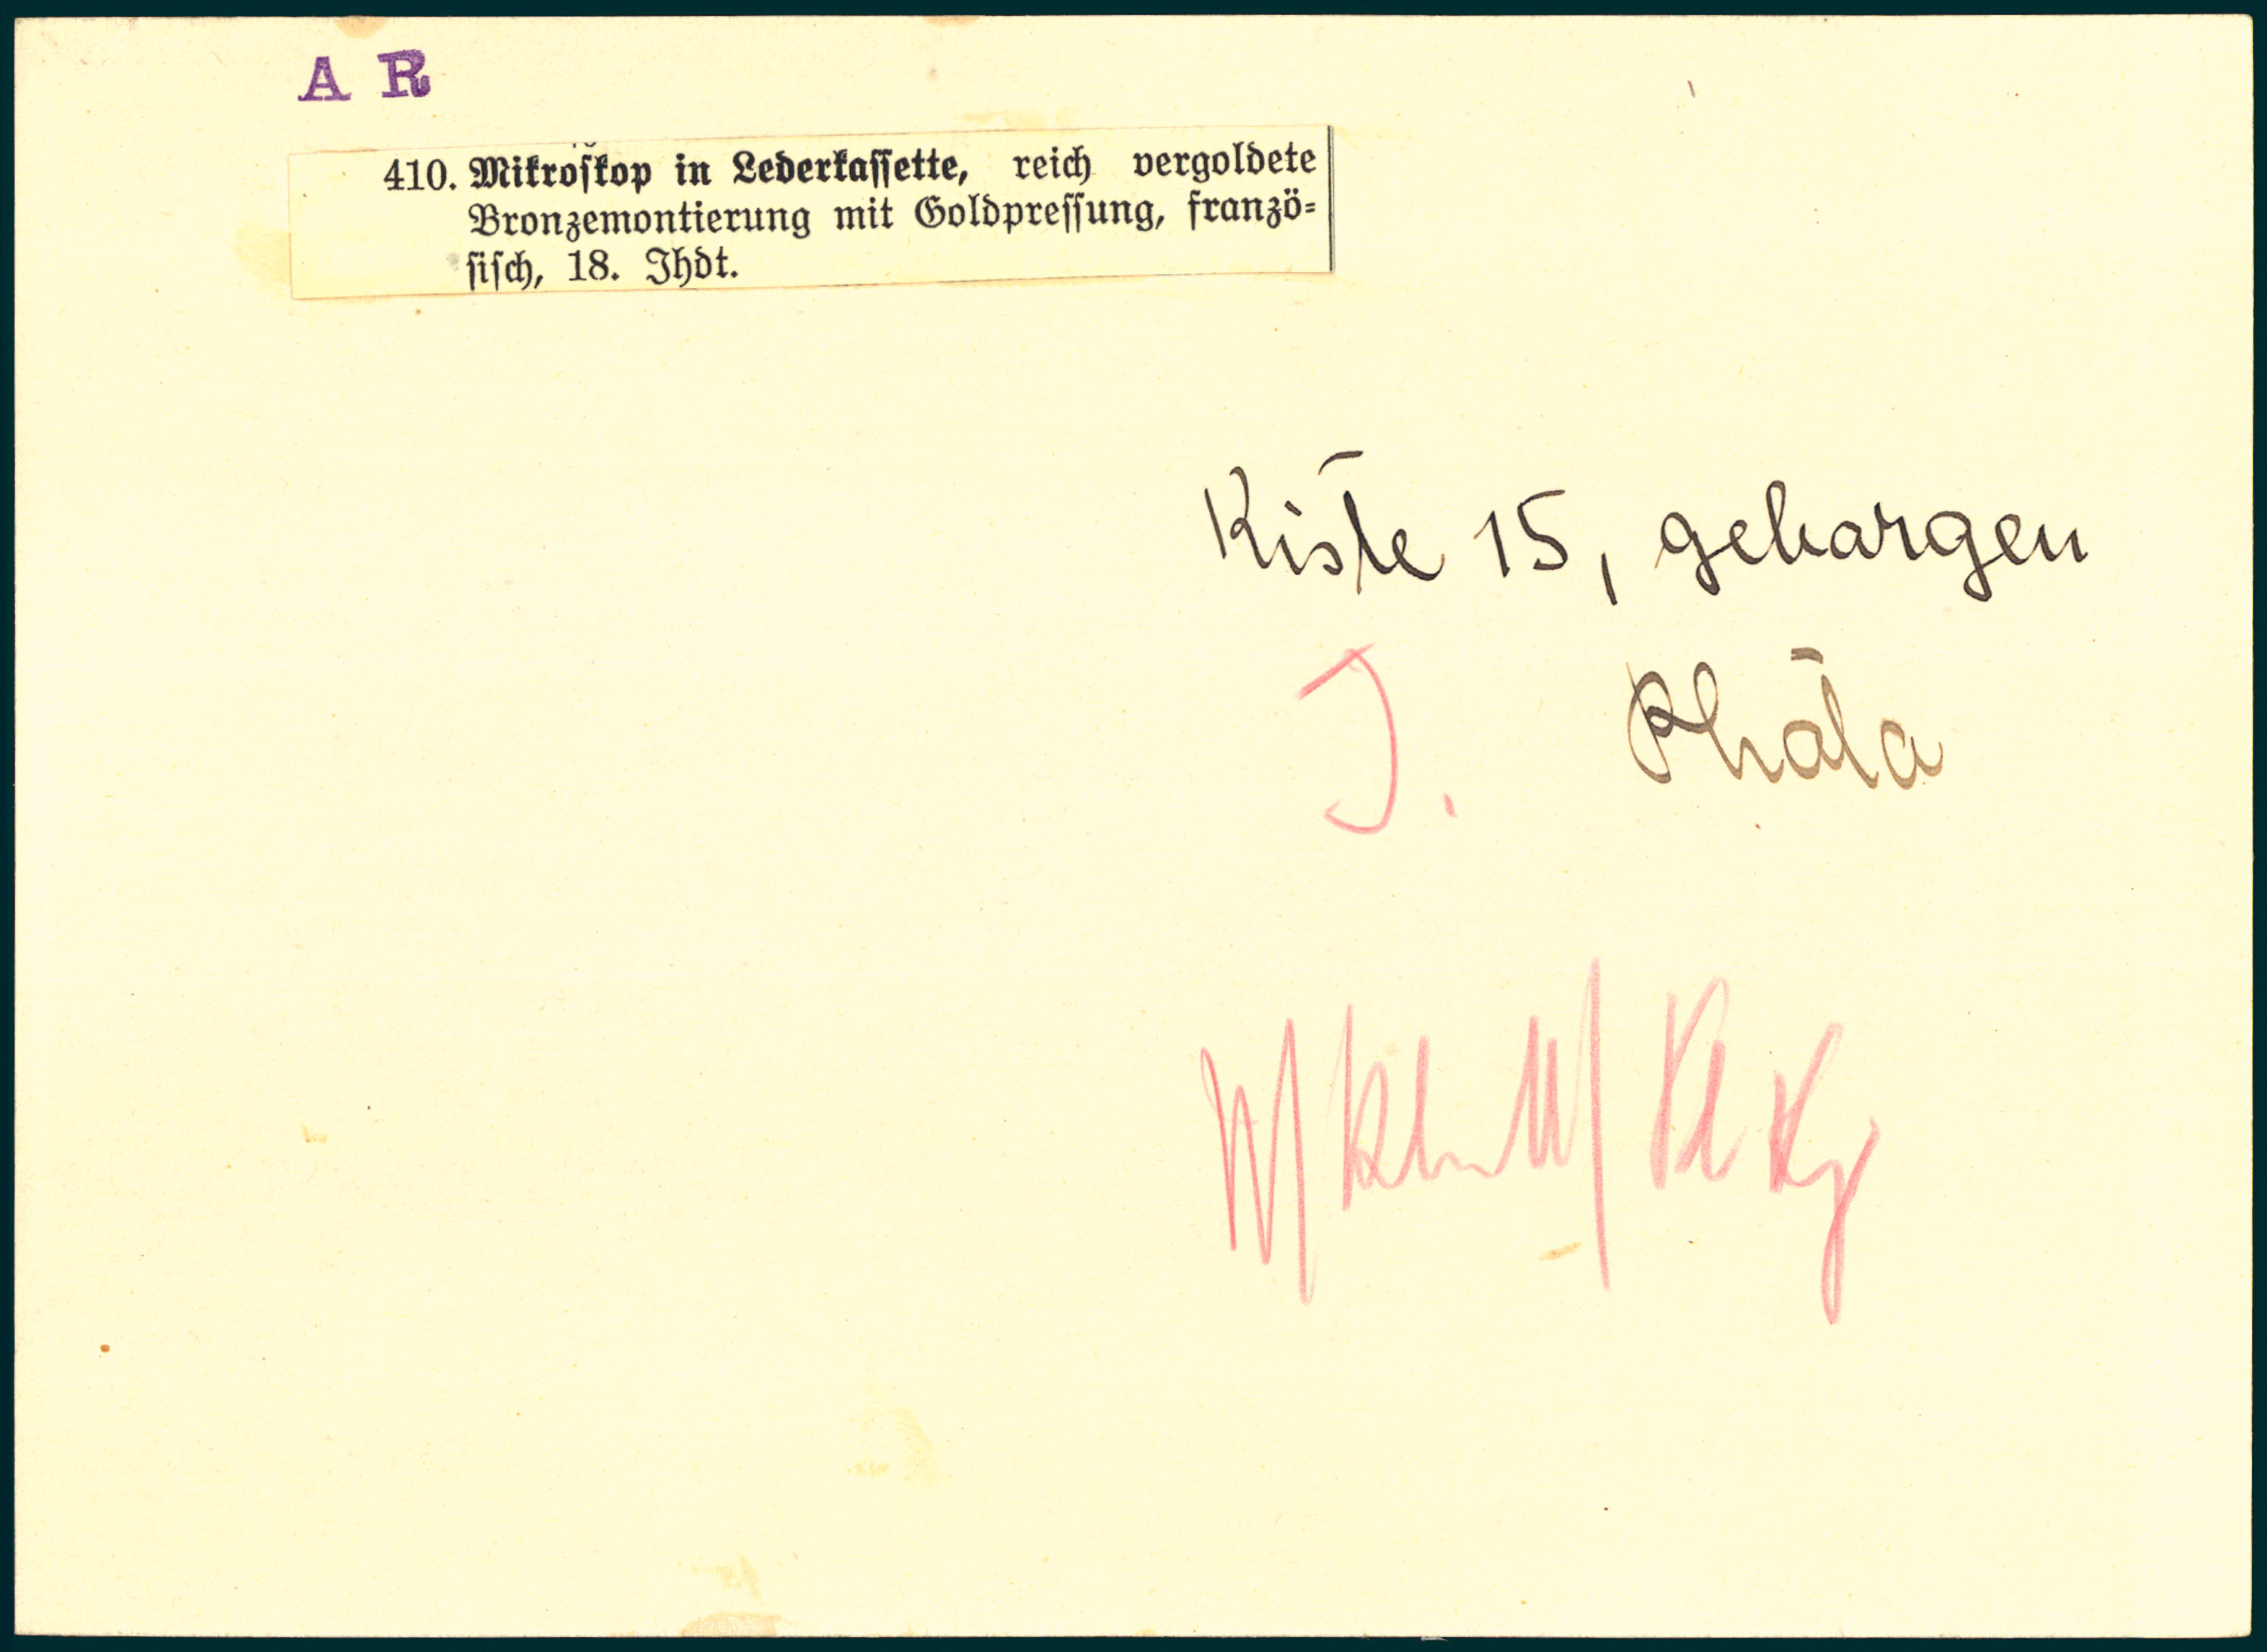 A R
410. Mikroskop in Lederkassette, reich vergoldete
Bronzemontierung mit Goldpressung, franzö-
sisch, 18. Jhdt.
Kiste 15, geborgen
J.